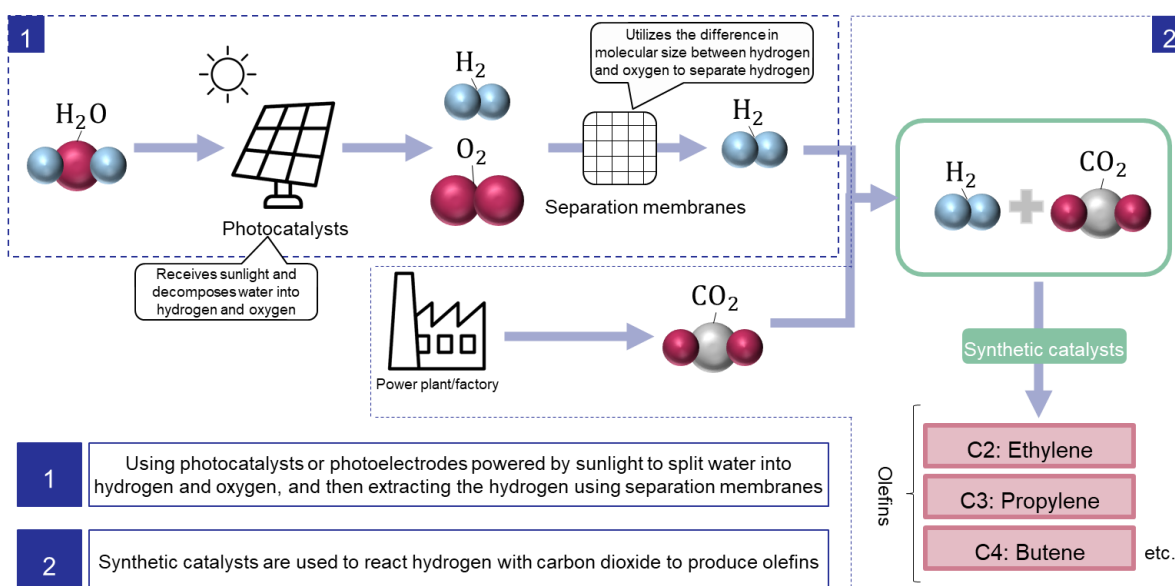 1
H₂O
Photocatalysts
Receives sunlight and
decomposes water into
hydrogen and oxygen
H₂
O₂
Utilizes the difference in
molecular size between hydrogen
and oxygen to separate hydrogen
Separation membranes
H₂
2
Power plant/factory
CO₂
H₂
CO₂
Synthetic catalysts
Olefins
C2: Ethylene
C3: Propylene
C4: Butene
etc.
1
Using photocatalysts or photoelectrodes powered by sunlight to split water into
hydrogen and oxygen, and then extracting the hydrogen using separation membranes
2
Synthetic catalysts are used to react hydrogen with carbon dioxide to produce olefins